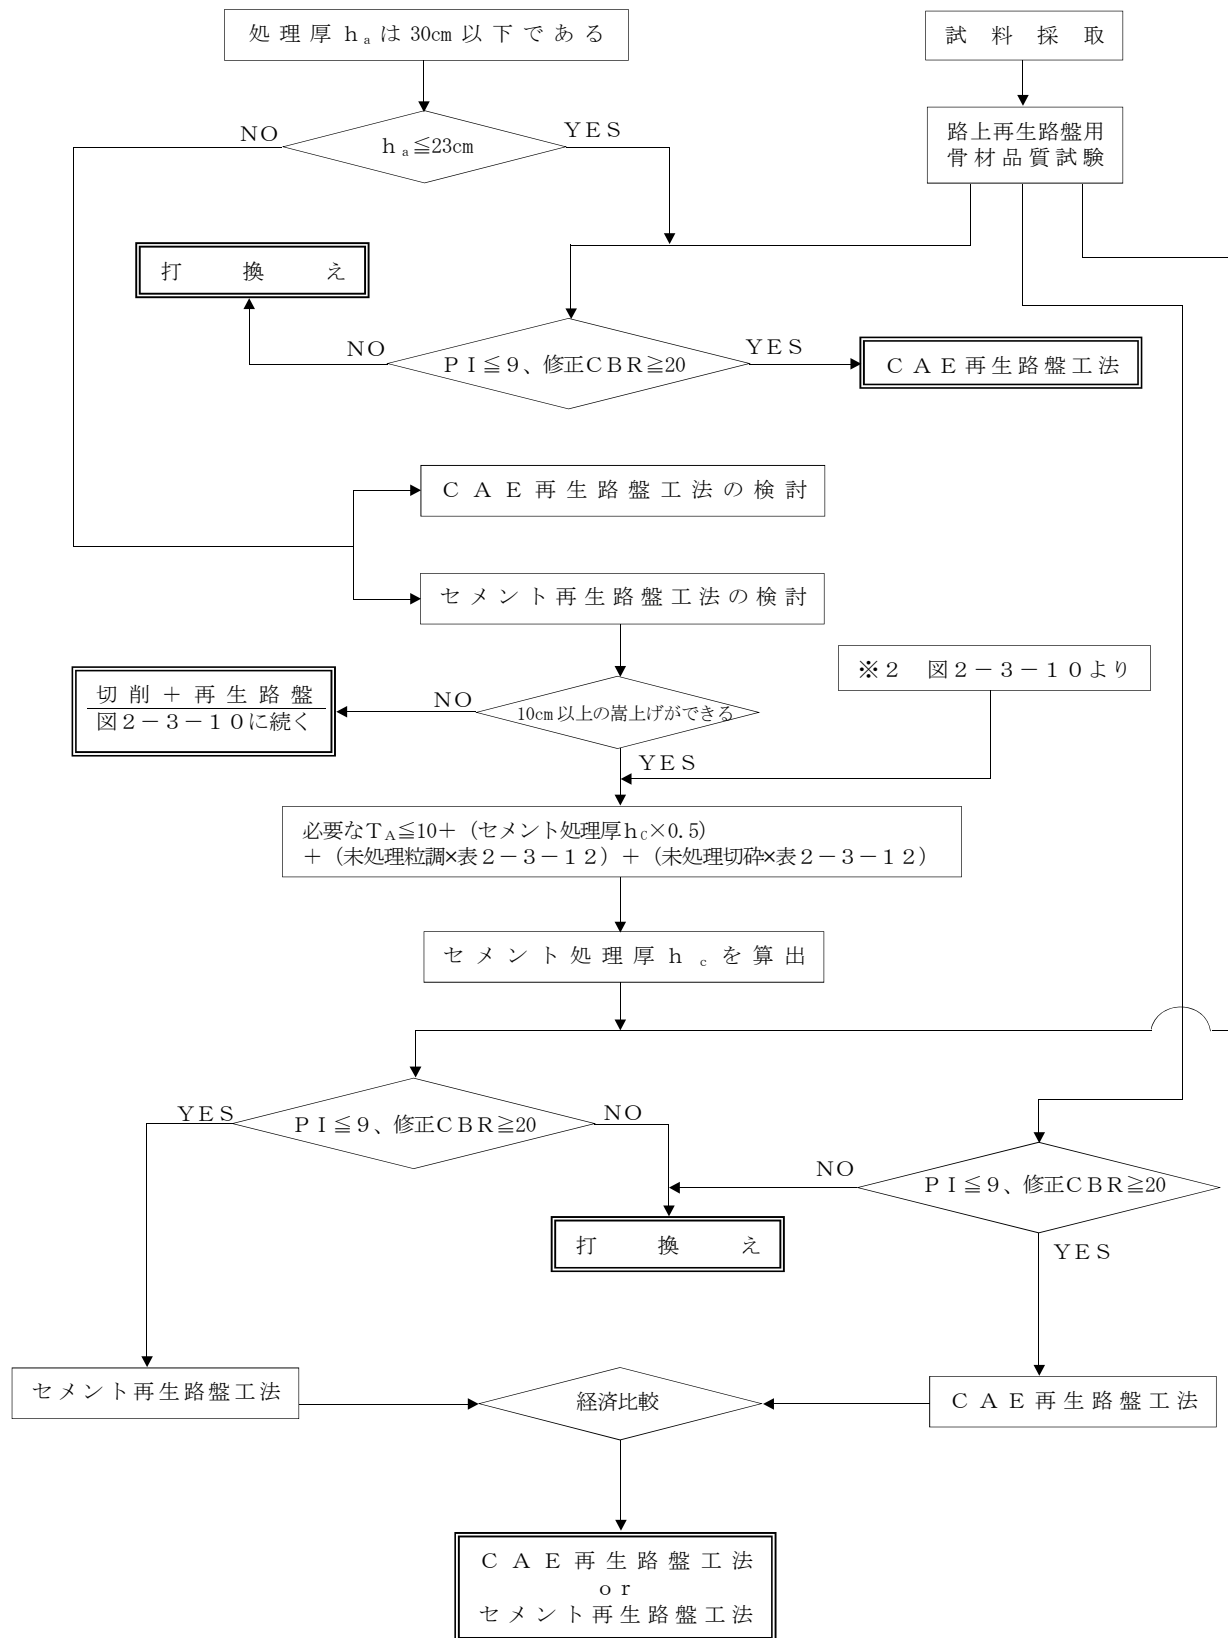 処理厚hₐは30cm以下である
試料採取
NO
YES
hₐ≦23cm
路上再生路盤用
骨材品質試験
打換え
NO
YES
PI≦9、修正CBR≧20
CAE再生路盤工法
CAE再生路盤工法の検討
セメント再生路盤工法の検討
※2 図2-3-10より
切削+再生路盤
図2-3-10に続く
NO
10cm以上の嵩上げができる
YES
必要なTA≦10+(セメント処理厚hc×0.5)
+(未処理粒調×表2-3-12)+(未処理切砕×表2-3-12)
セメント処理厚hcを算出
YES
NO
PI≦9、修正CBR≧20
NO
PI≦9、修正CBR≧20
打換え
YES
セメント再生路盤工法
経済比較
CAE再生路盤工法
CAE再生路盤工法
or
セメント再生路盤工法